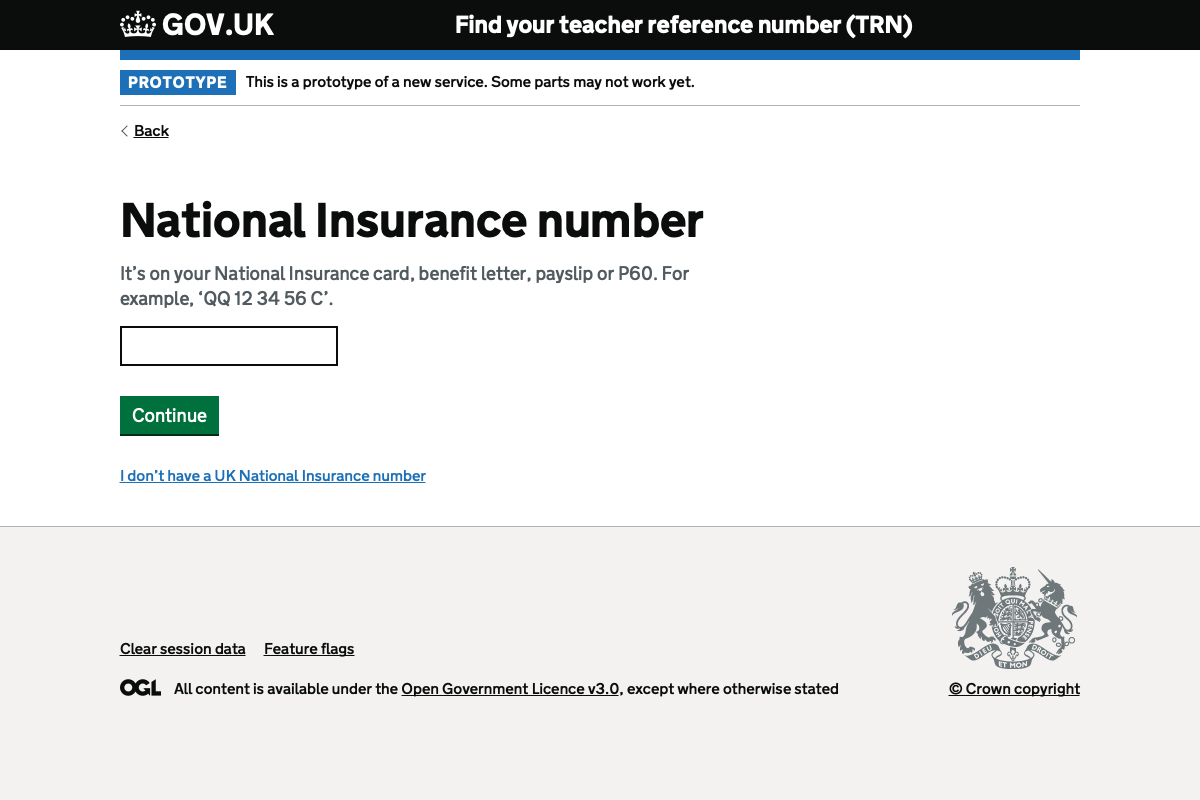 GOV.UK
Find your teacher reference number (TRN)
PROTOTYPE This is a prototype of a new service. Some parts may not work yet.
Back
National Insurance number
It’s on your National Insurance card, benefit letter, payslip or P60. For
example, ‘QQ 12 34 56 C’.
Continue
I don’t have a UK National Insurance number
DIEU ET MON DROIT
Clear session data Feature flags
OGL All content is available under the Open Government Licence v3.0, except where otherwise stated
© Crown copyright